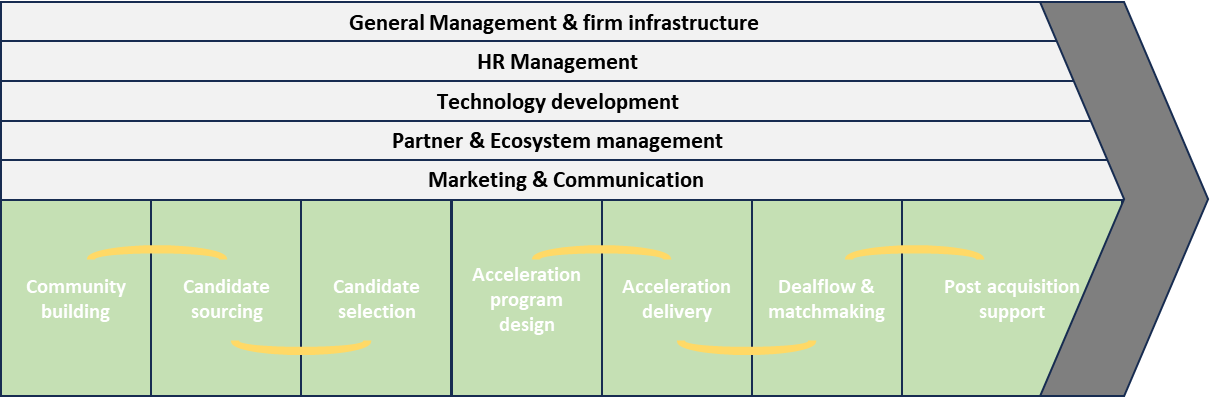 General Management & firm infrastructure
HR Management
Technology development
Partner & Ecosystem management
Marketing & Communication
Community
building
Candidate
sourcing
Candidate
selection
Acceleration
program
design
Acceleration
delivery
Dealflow &
matchmaking
Post acquisition
support